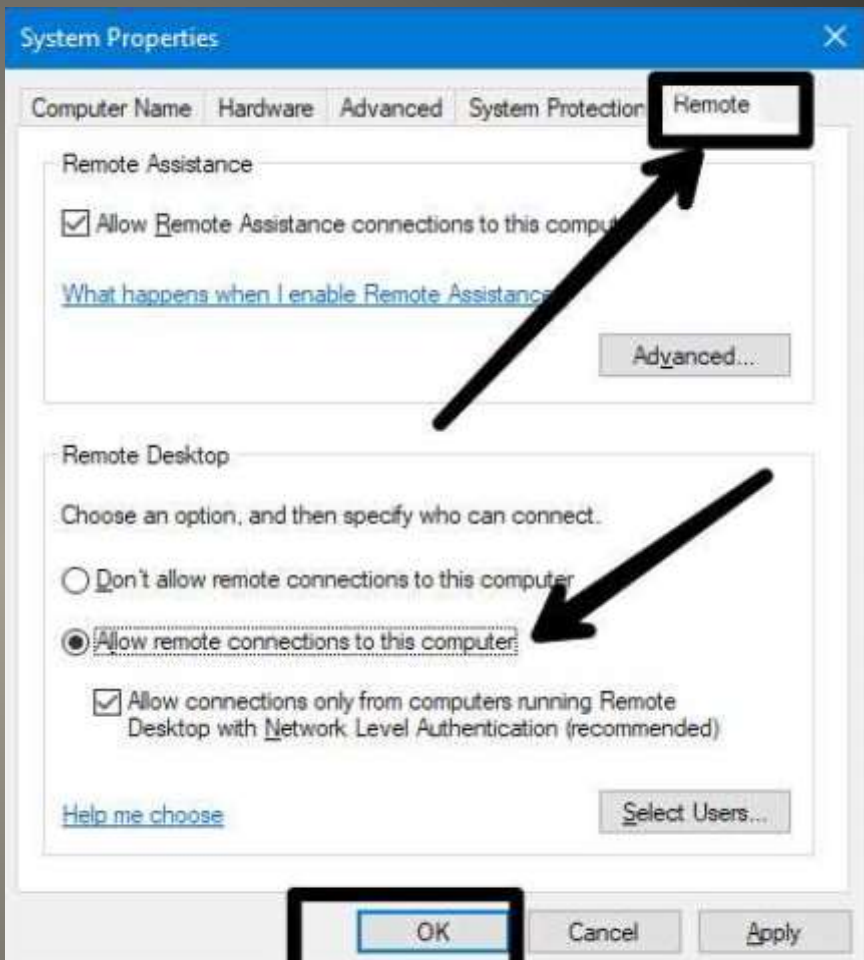 System Properties
Computer Name Hardware Advanced System Protection Remote
Remote Assistance
Allow Remote Assistance connections to this
What happens when I enable Remote Assistance
Advanced...
Remote Desktop
Choose an option, and then specify who can connect.
Don't allow remote connections to this computer
Allow remote connections to this computer
Allow connections only from computers running Remote
Desktop with Network Level Authentication (recommended)
Help me choose
Select Users...
OK Cancel Apply